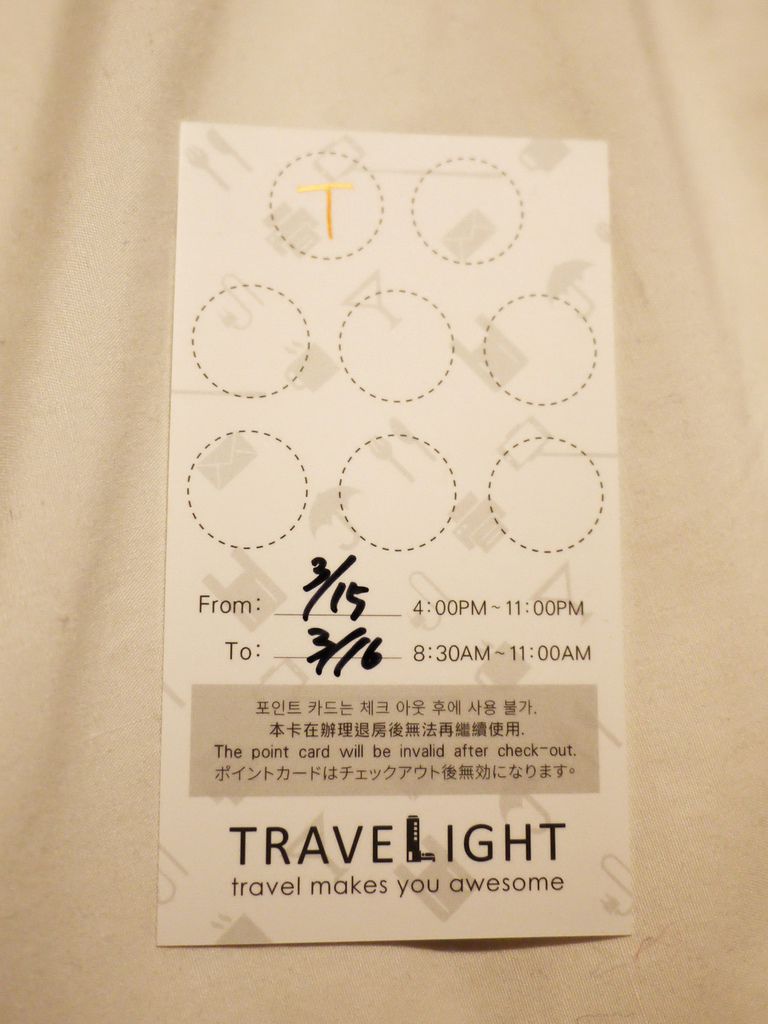 T
From: 3/15 4:00PM~11:00PM
To: 3/16 8:30AM~11:00AM
포인트 카드는 체크 아웃 후에 사용 불가.
本卡在辦理退房後無法再繼續使用.
The point card will be invalid after check-out.
ポイントカードはチェックアウト後無効になります。
TRAVELIGHT
travel makes you awesome